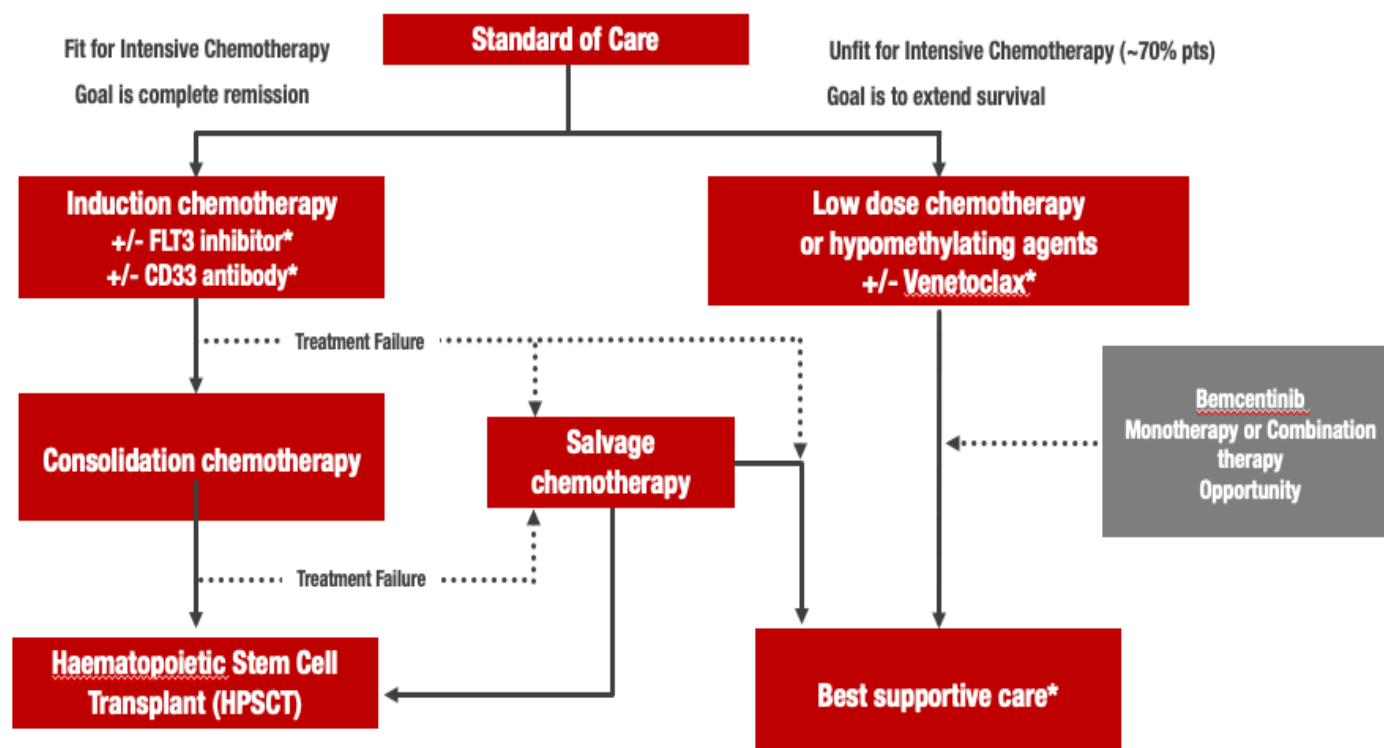 Standard of Care
Fit for Intensive Chemotherapy
Goal is complete remission
Unfit for Intensive Chemotherapy (~70% pts)
Goal is to extend survival
Induction chemotherapy
+/- FLT3 inhibitor*
+/- CD33 antibody*
Low dose chemotherapy
or hypomethylating agents
+/- Venetoclax*
Treatment Failure
Bemcentinib
Monotherapy or Combination
therapy
Opportunity
Consolidation chemotherapy
Salvage
chemotherapy
Treatment Failure
Haematopoietic Stem Cell
Transplant (HPSCT)
Best supportive care*